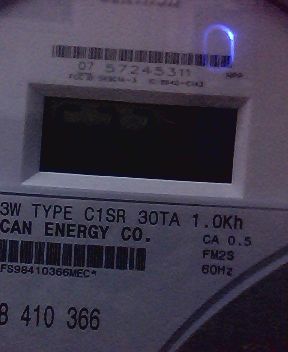 07 57245311
3W TYPE C1SR 30TA 1.0Kh
CAN ENERGY CO.
CA 0.5
FM2S
60Hz
FS98410366MEC*
8 410 366